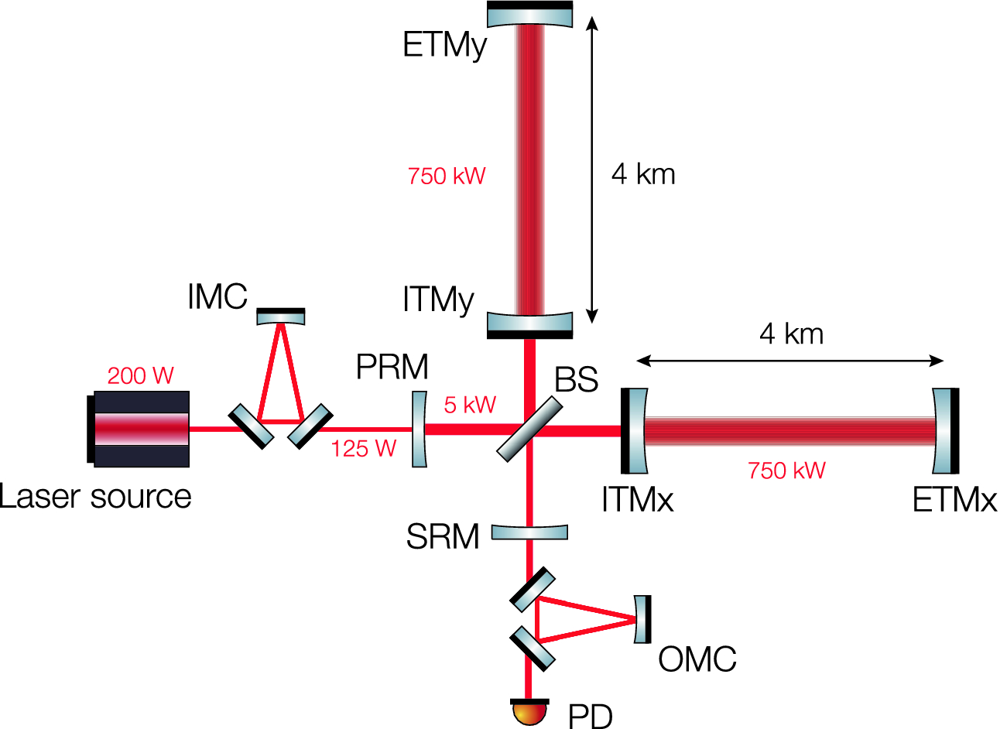 ETMy
750 kW
4 km
IMC
ITMy
4 km
PRM
BS
200 W
5 kW
125 W
750 kW
Laser source
ITMx
ETMx
SRM
OMC
PD